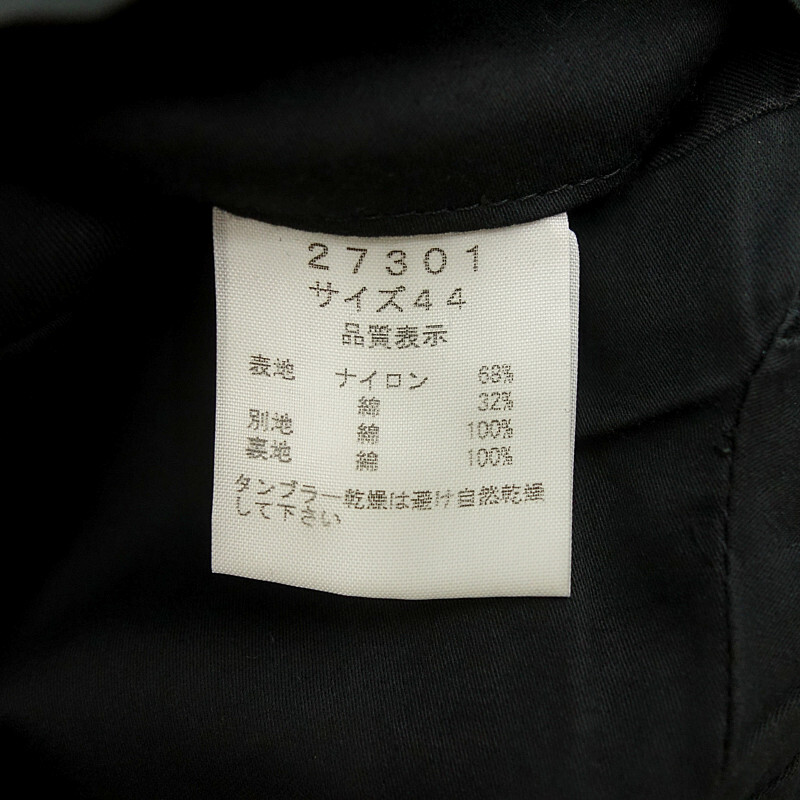 27301
サイズ44
品質表示
表地 ナイロン 68%
綿 32%
別地 綿 100%
裏地 綿 100%
タンブラー乾燥は避け自然乾燥
して下さい